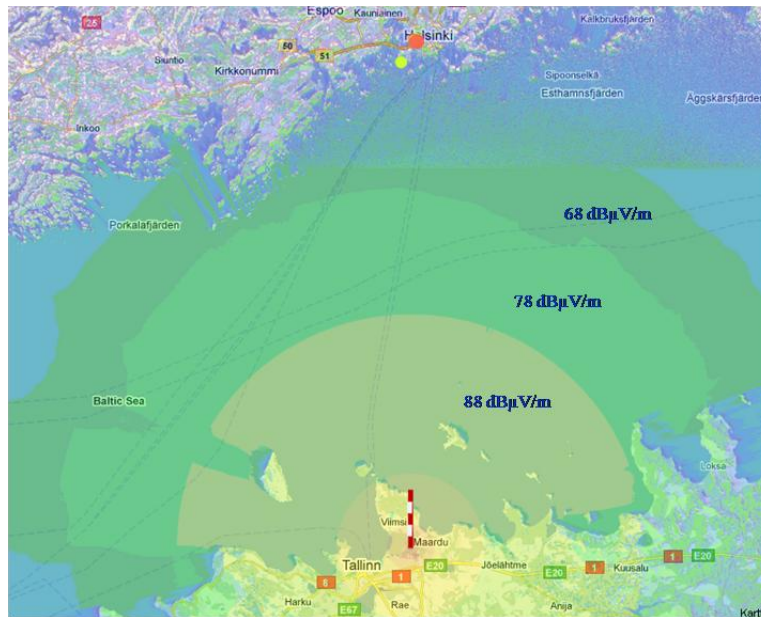 Espoo
Kauniainen
Kalkbruksfjärden
25
Helsinki
50
51
Siuntio
Kirkkonummi
Sipoonselkä
Esthamnsfjärden
Äggskärsfjärden
Inkoo
68 dBµV/m
Porkalafjärden
78 dBµV/m
Baltic Sea
88 dBµV/m
Loksa
Viimsi
Maardu
Tallinn
E20
Jõelähtme
1
E20
8
1
E20
1
Kuusalu
Harku
E67
Rae
Anija
Kart